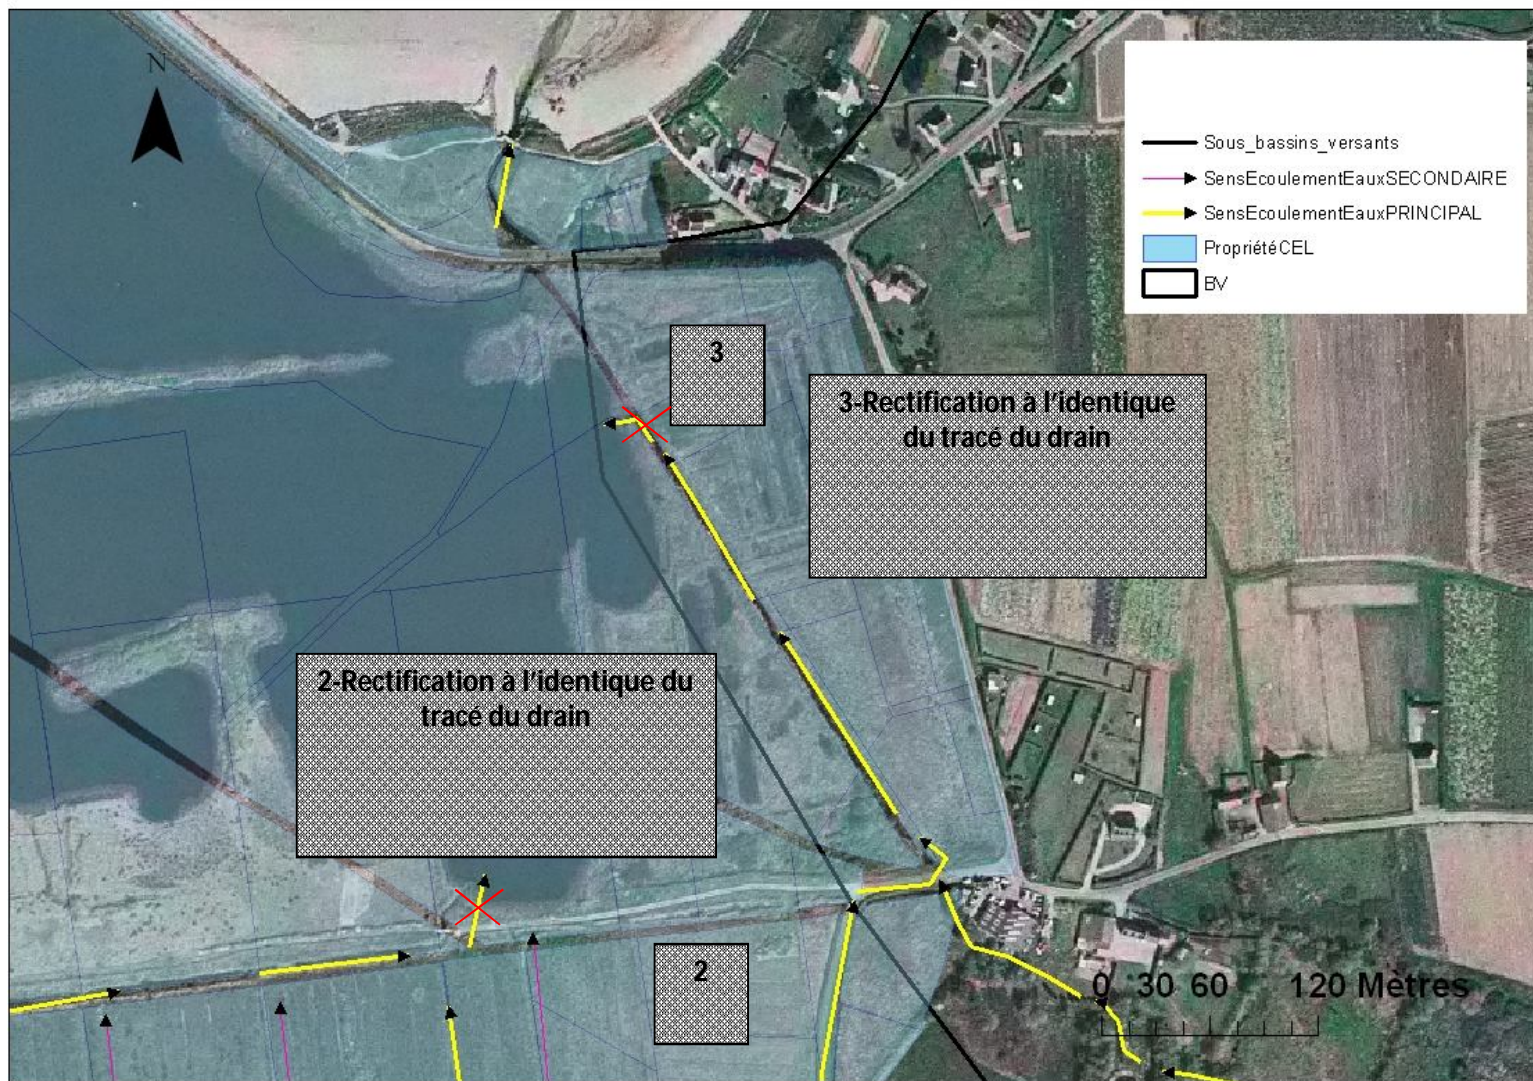 N
Sous_bassins_versants
SensEcoulementEauxSECONDAIRE
SensEcoulementEauxPRINCIPAL
PropriétéCEL
BV
3
3-Rectification à l'identique
du tracé du drain
2-Rectification à l'identique du
tracé du drain
2
0 30 60 120 Mètres